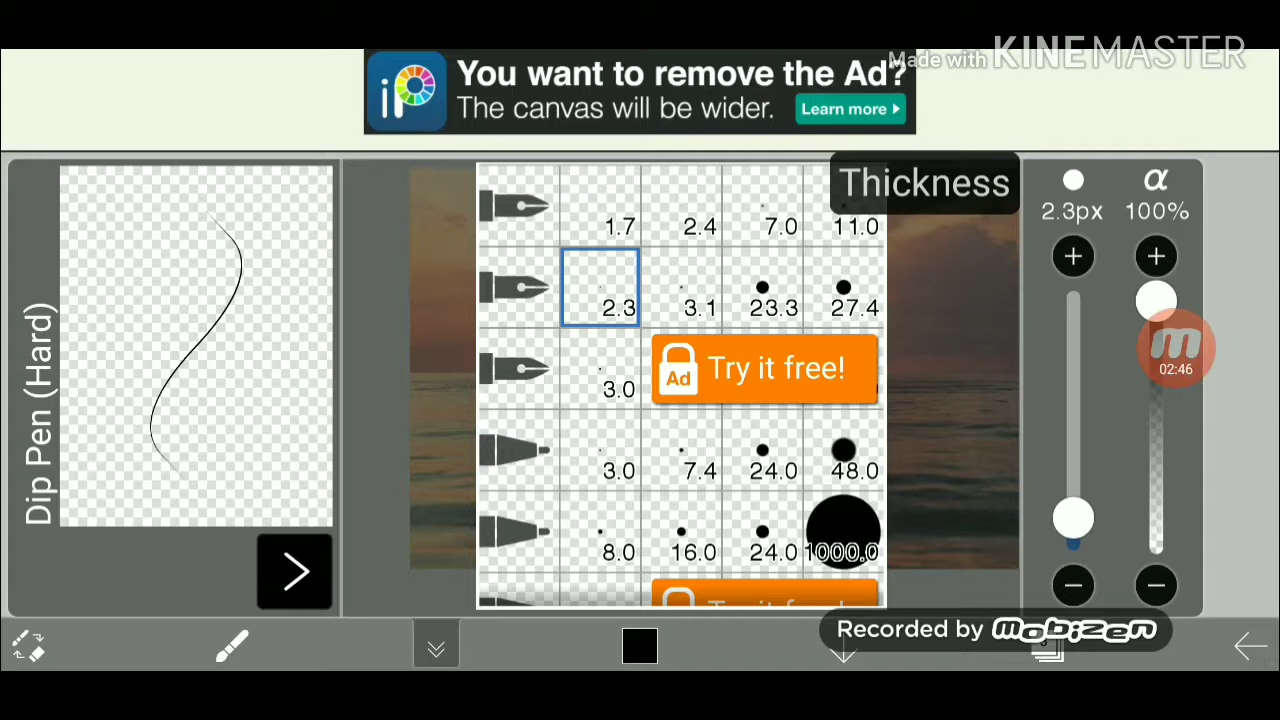 You want to remove the Ad?
The canvas will be wider.
Learn more
Made with KINEMASTER
iP
Dip Pen (Hard)
Thickness
1.7 2.4 7.0 11.0
2.3 3.1 23.3 27.4
3.0
Ad Try it free!
3.0 7.4 24.0 48.0
8.0 16.0 24.0 1000.0
α
2.3px 100%
m
02:46
Recorded by mobizen